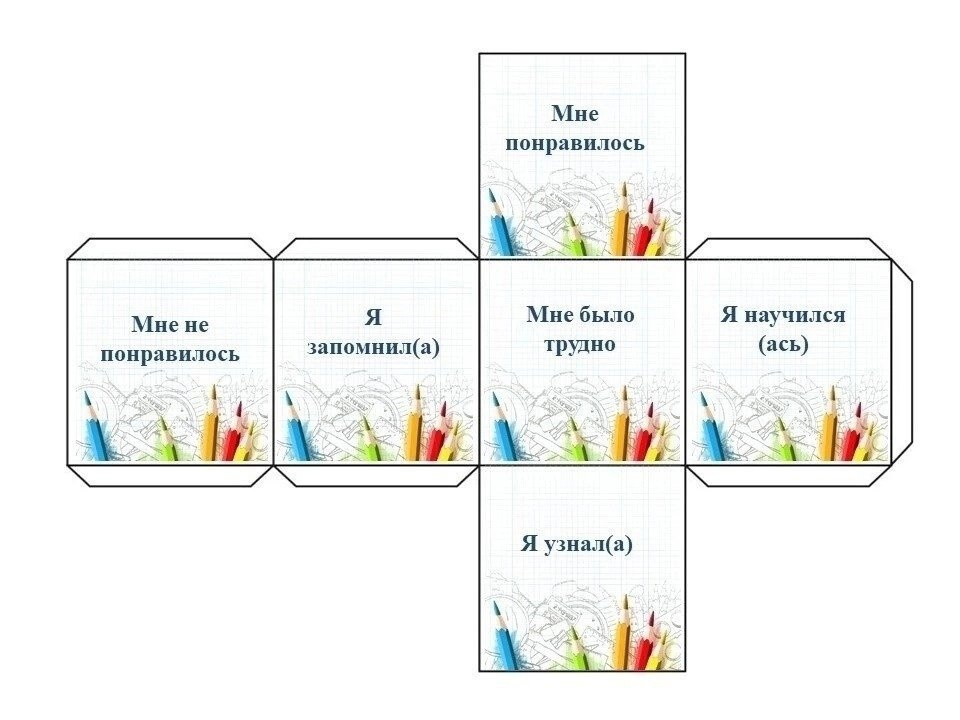 Мне
понравилось
Мне не
понравилось
Я
запомнил(а)
Мне было
трудно
Я научился
(ась)
Я узнал(а)